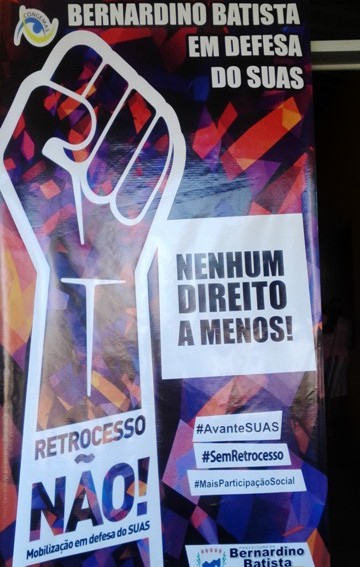 CONGEMAS
BERNARDINO BATISTA
EM DEFESA
DO SUAS
NENHUM
DIREITO
A MENOS!
RETROCESSO
NÃO!
Mobilização em defesa do SUAS
#AvanteSUAS
#SemRetrocesso
#MaisParticipaçãoSocial
Bernardino
Batista